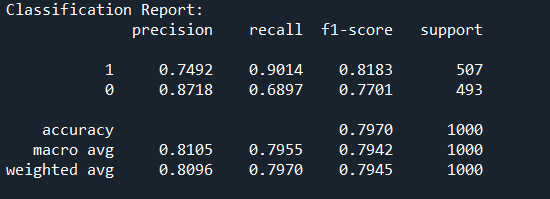 Classification Report:
precision recall f1-score support
1 0.7492 0.9014 0.8183 507
0 0.8718 0.6897 0.7701 493
accuracy 0.7970 1000
macro avg 0.8105 0.7955 0.7942 1000
weighted avg 0.8096 0.7970 0.7945 1000